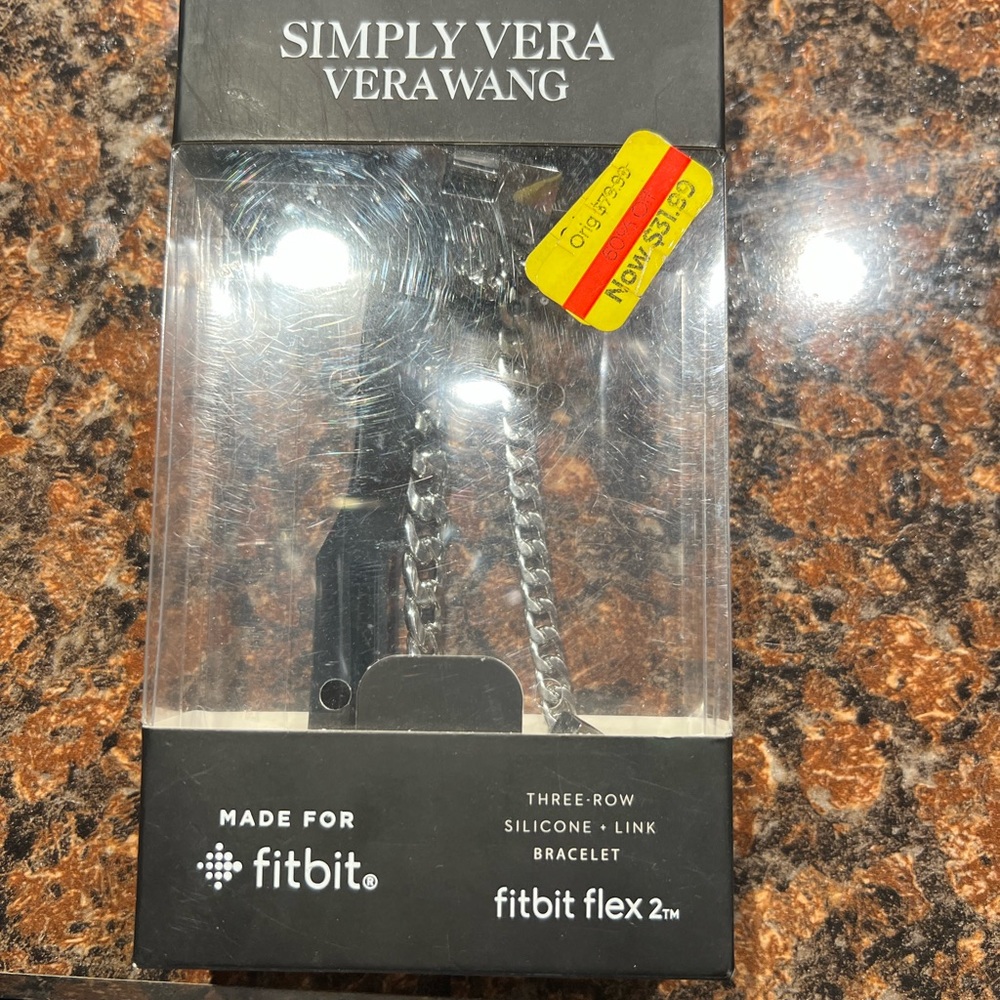 SIMPLY VERA
VERAWANG
Orig $79.99
60% Off
Now $31.99
MADE FOR
fitbit®
THREE-ROW
SILICONE + LINK
BRACELET
fitbit flex 2™